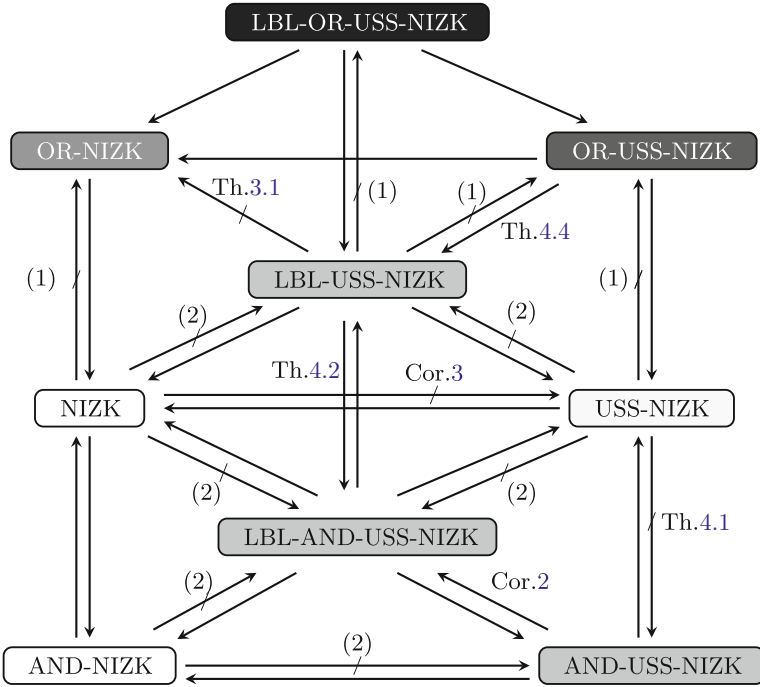 LBL-OR-USS-NIZK
OR-NIZK
OR-USS-NIZK
Th.3.1
(1)
(1)
Th.4.4
(1)
LBL-USS-NIZK
(1)
(2)
(2)
Th.4.2
Cor.3
NIZK
USS-NIZK
(2)
(2)
LBL-AND-USS-NIZK
Th.4.1
(2)
Cor.2
(2)
AND-NIZK
AND-USS-NIZK